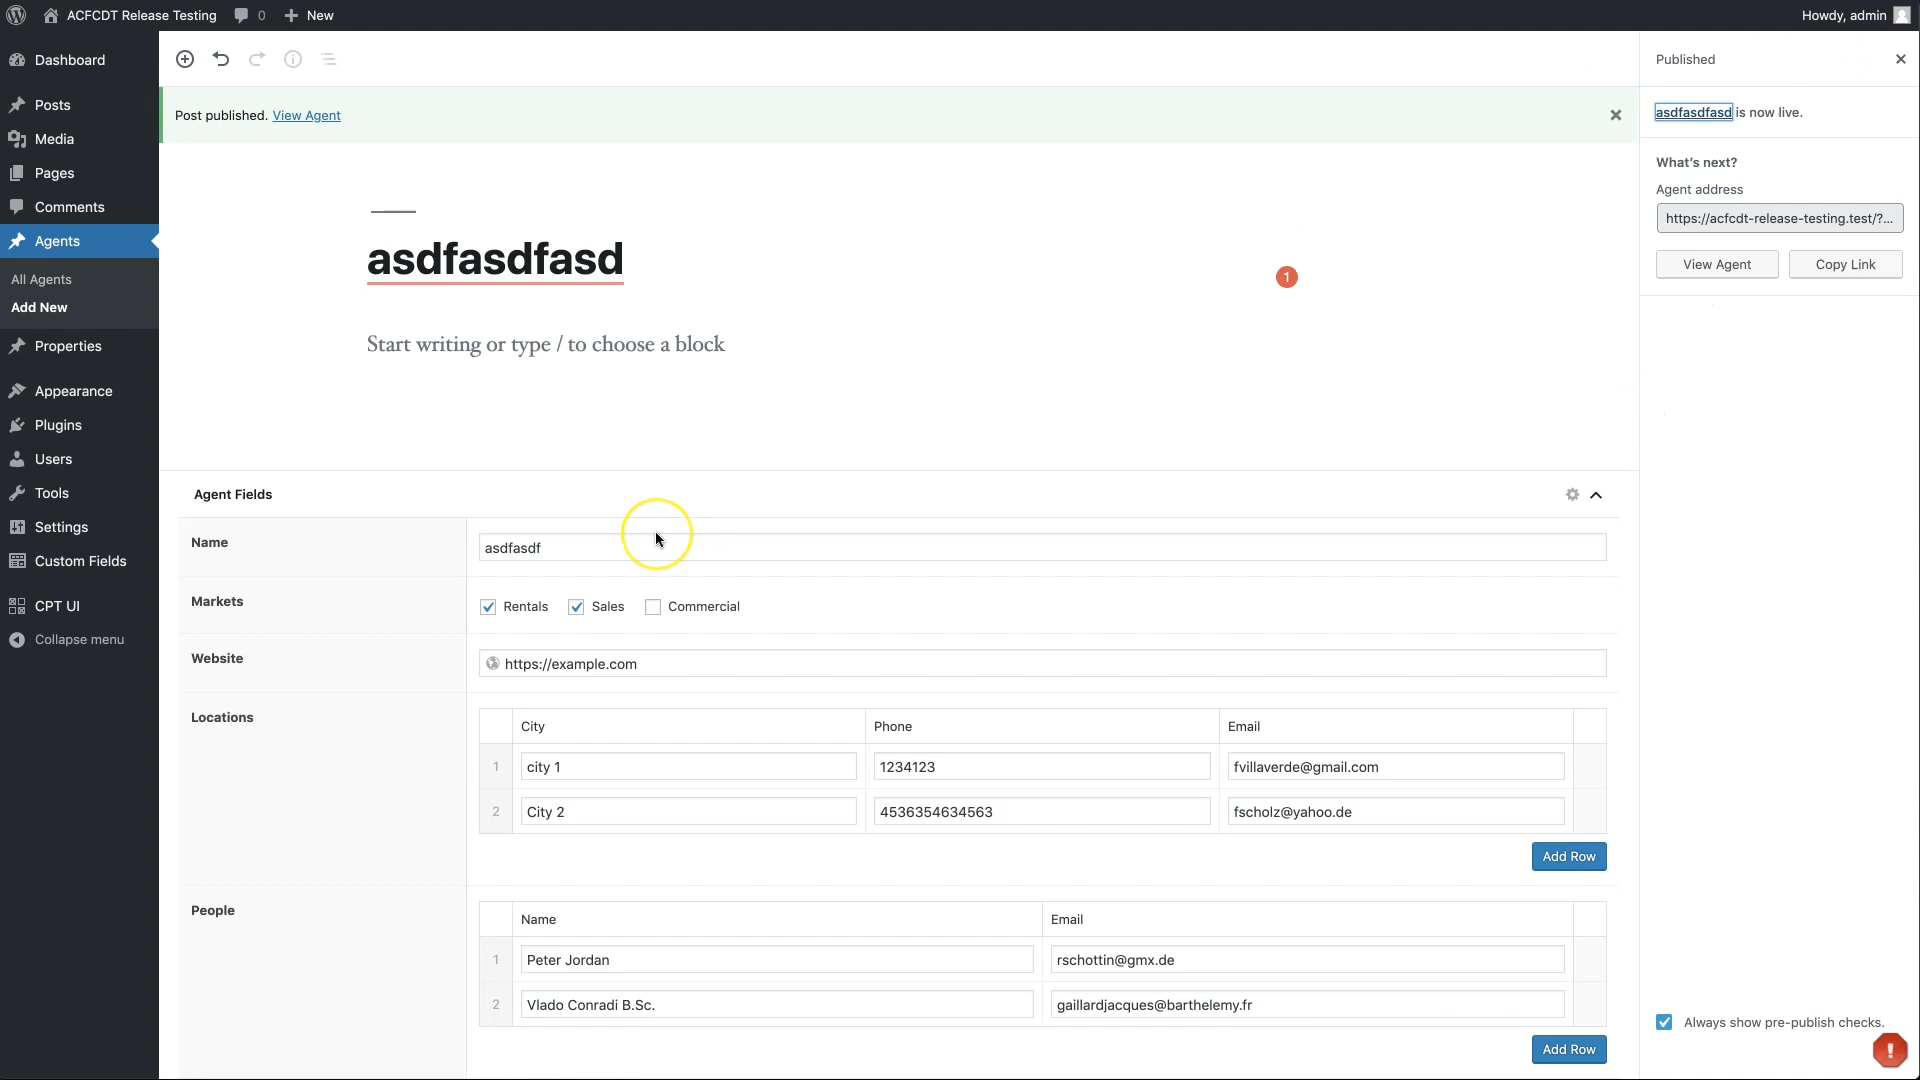 ACFCDT Release Testing 0 New Howdy, admin
Dashboard
Posts
Media
Pages
Comments
Agents
All Agents
Add New
Properties
Appearance
Plugins
Users
Tools
Settings
Custom Fields
CPT UI
Collapse menu
Post published. View Agent
asdfasdfasd
1
Start writing or type / to choose a block
Agent Fields
Name
asdfasdf
Markets
Rentals Sales Commercial
Website
https://example.com
Locations
City Phone Email
1 city 1 1234123 fvillaverde@gmail.com
2 City 2 4536354634563 fscholz@yahoo.de
Add Row
People
Name Email
1 Peter Jordan rschottin@gmx.de
2 Vlado Conradi B.Sc. gaillardjacques@barthelemy.fr
Add Row
Published
asdfasdfasd is now live.
What's next?
Agent address
https://acfcdt-release-testing.test/?...
View Agent Copy Link
Always show pre-publish checks.
!